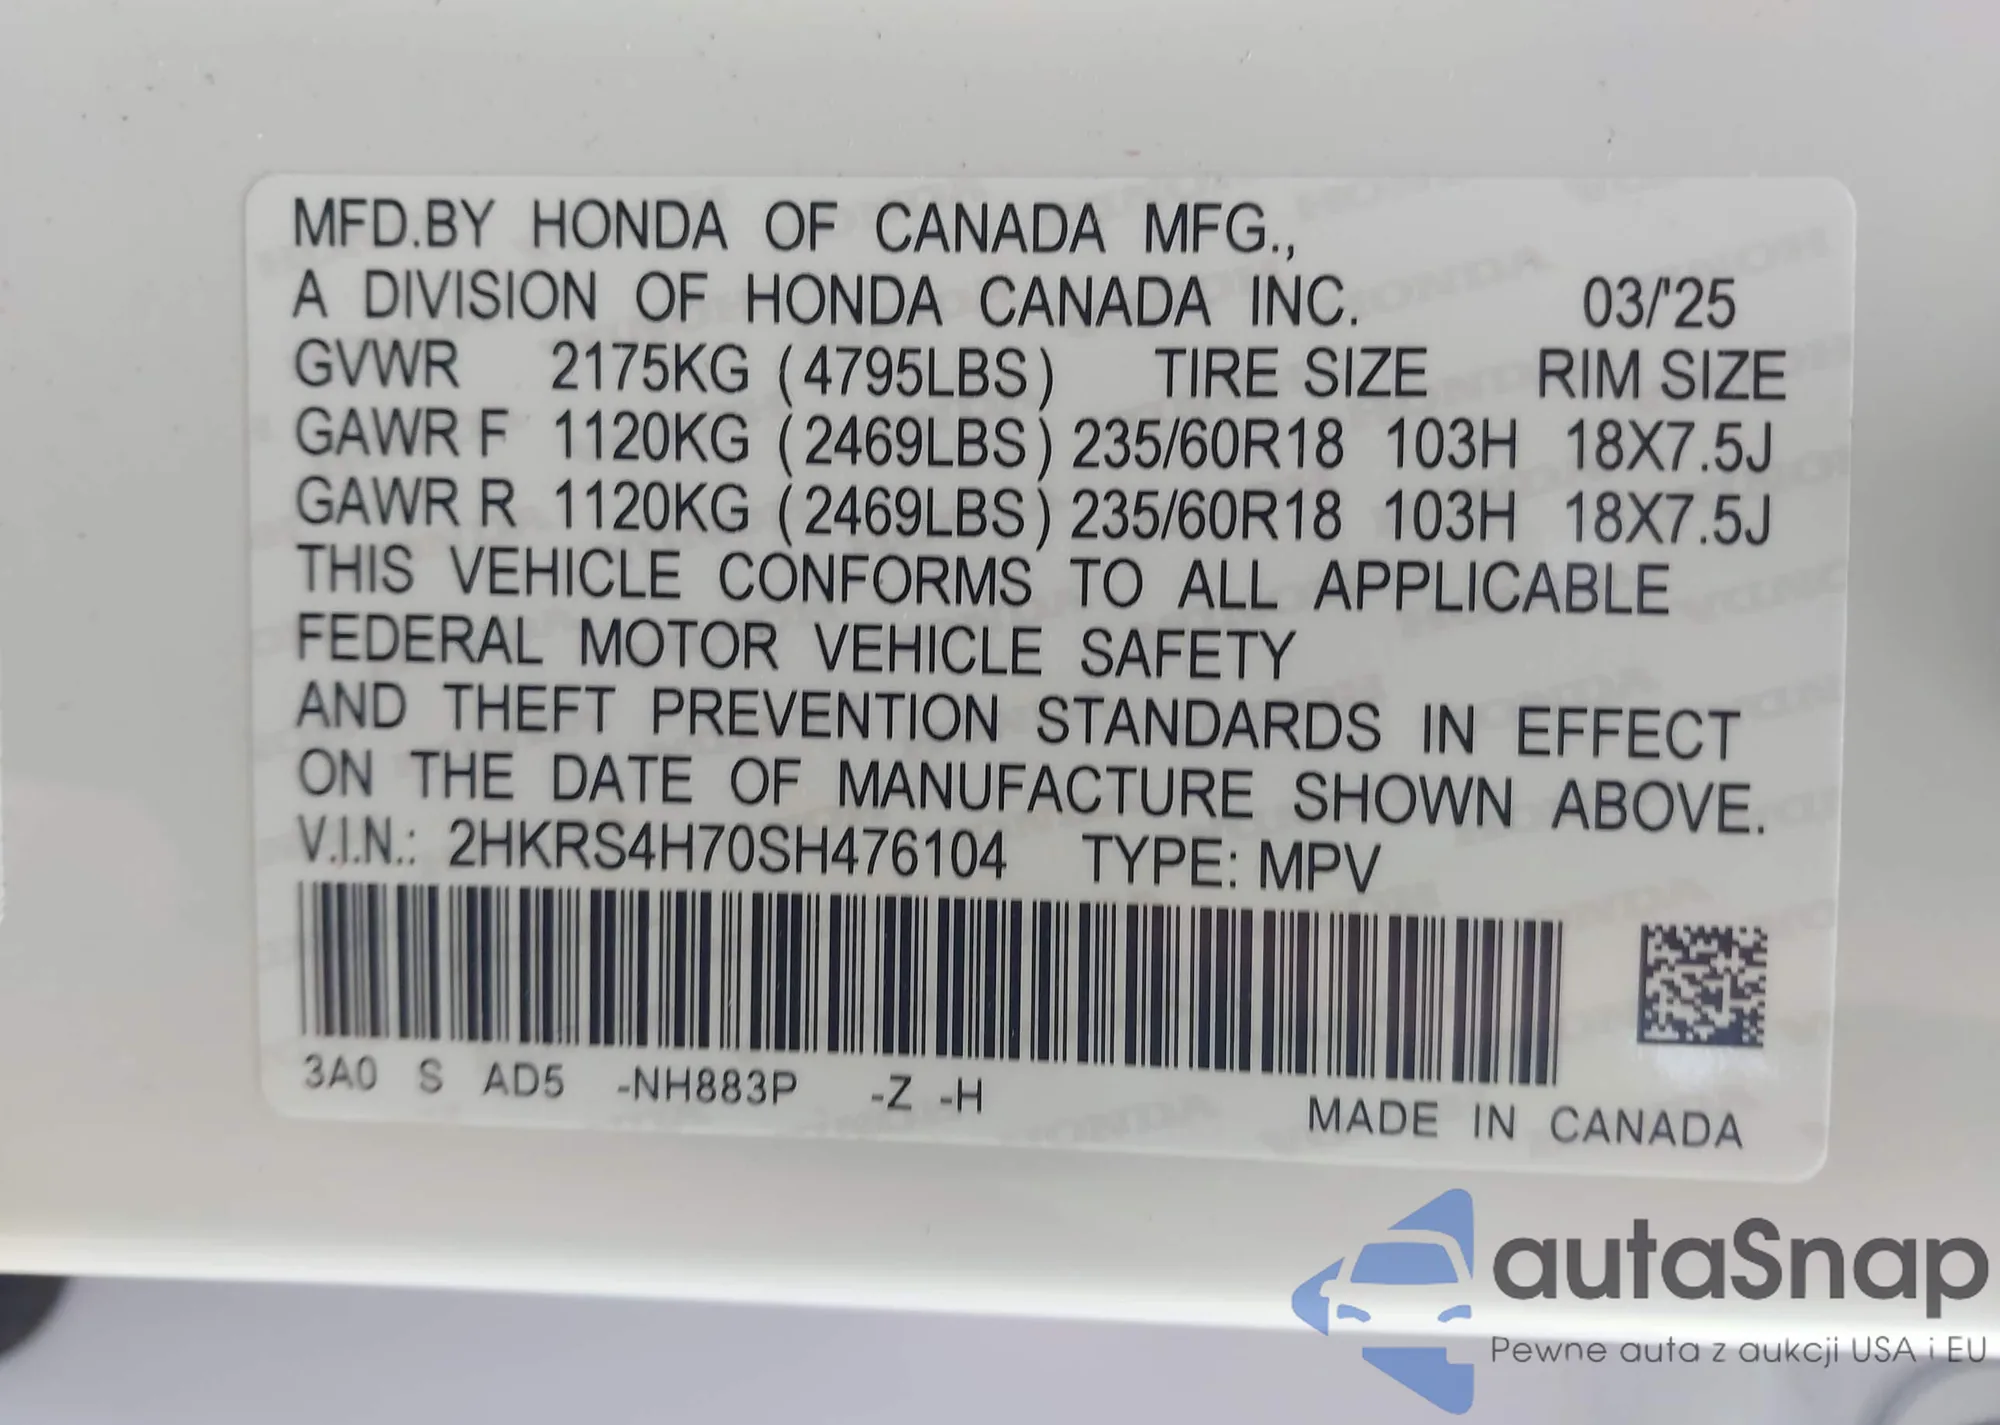 MFD.BY HONDA OF CANADA MFG.,
A DIVISION OF HONDA CANADA INC. 03/'25
GVWR 2175KG (4795LBS) TIRE SIZE RIM SIZE
GAWR F 1120KG (2469LBS) 235/60R18 103H 18X7.5J
GAWR R 1120KG (2469LBS) 235/60R18 103H 18X7.5J
THIS VEHICLE CONFORMS TO ALL APPLICABLE
FEDERAL MOTOR VEHICLE SAFETY
AND THEFT PREVENTION STANDARDS IN EFFECT
ON THE DATE OF MANUFACTURE SHOWN ABOVE.
V.I.N.: 2HKRS4H70SH476104 TYPE: MPV
3A0 S AD5 -NH883P -Z -H
MADE IN CANADA
autaSnap
Pewne auta z aukcji USA i EU